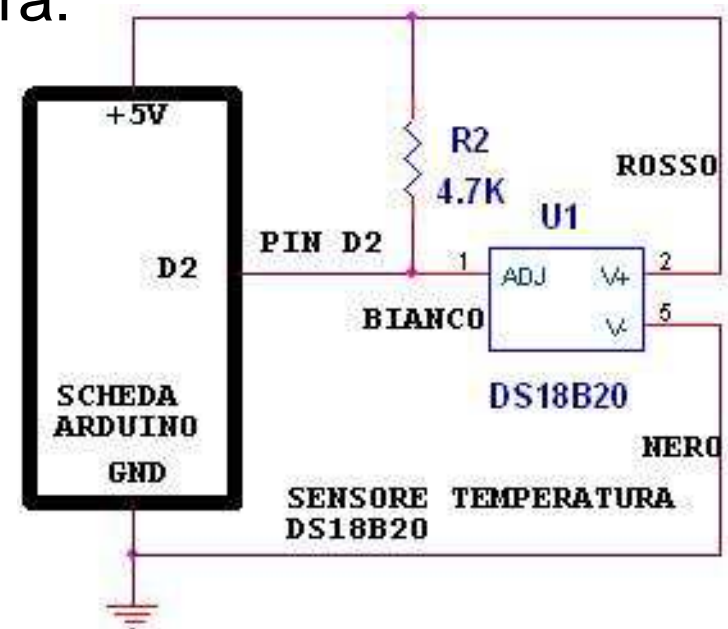 ra.
+5V
R2
4.7K
ROSSO
U1
PIN D2
D2
1
ADJ
V+
2
BIANCO
V-
5
SCHEDA
ARDUINO
DS18B20
NERO
GND
SENSORE TEMPERATURA
DS18B20